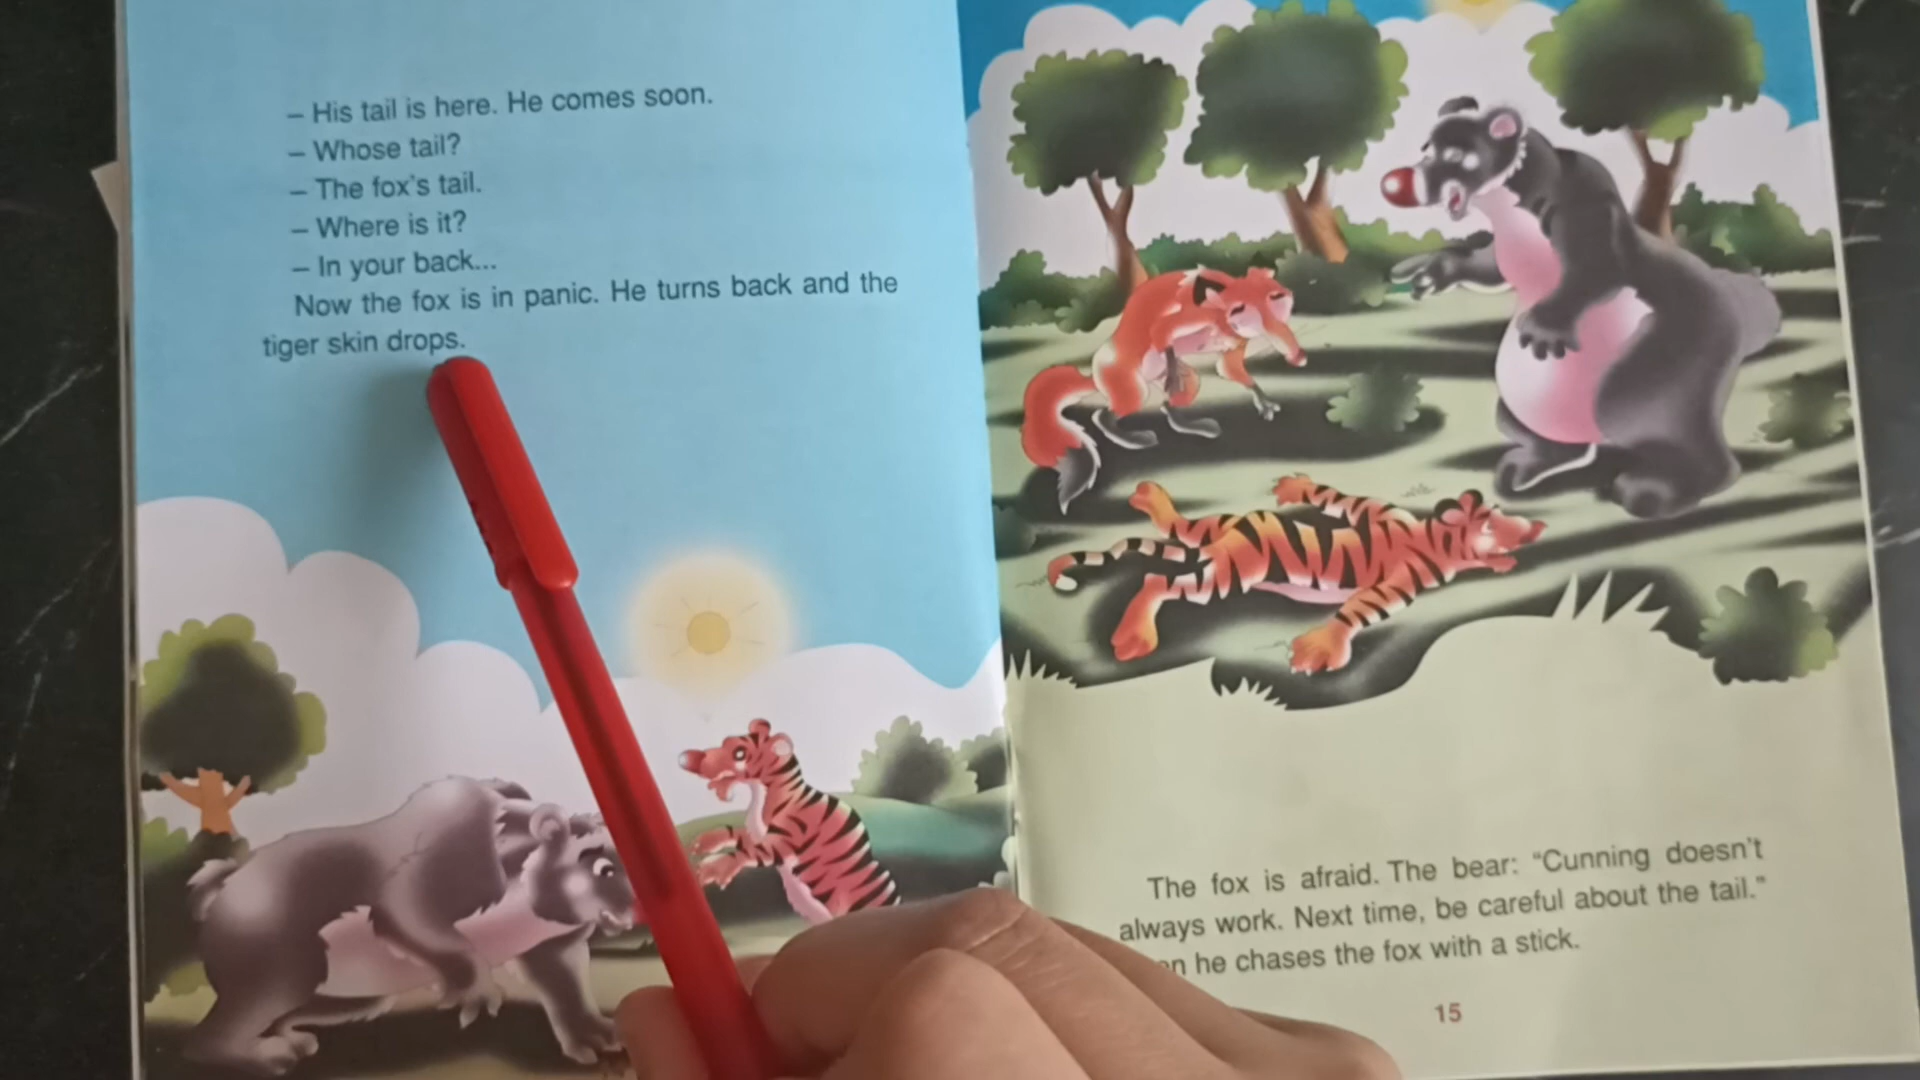 – His tail is here. He comes soon.
– Whose tail?
– The fox's tail.
– Where is it?
– In your back...
Now the fox is in panic. He turns back and the
tiger skin drops.
The fox is afraid. The bear: “Cunning doesn't
always work. Next time, be careful about the tail.”
he chases the fox with a stick.
15